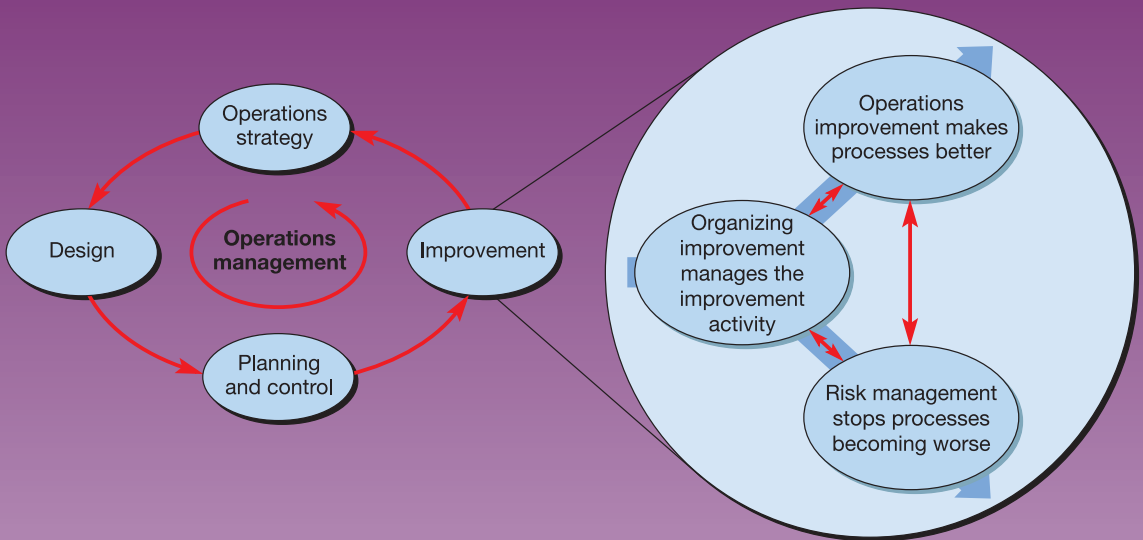 Operations
strategy
Design
Operations
management
Improvement
Planning
and control
Operations
improvement makes
processes better
Organizing
improvement
manages the
improvement
activity
Risk management
stops processes
becoming worse